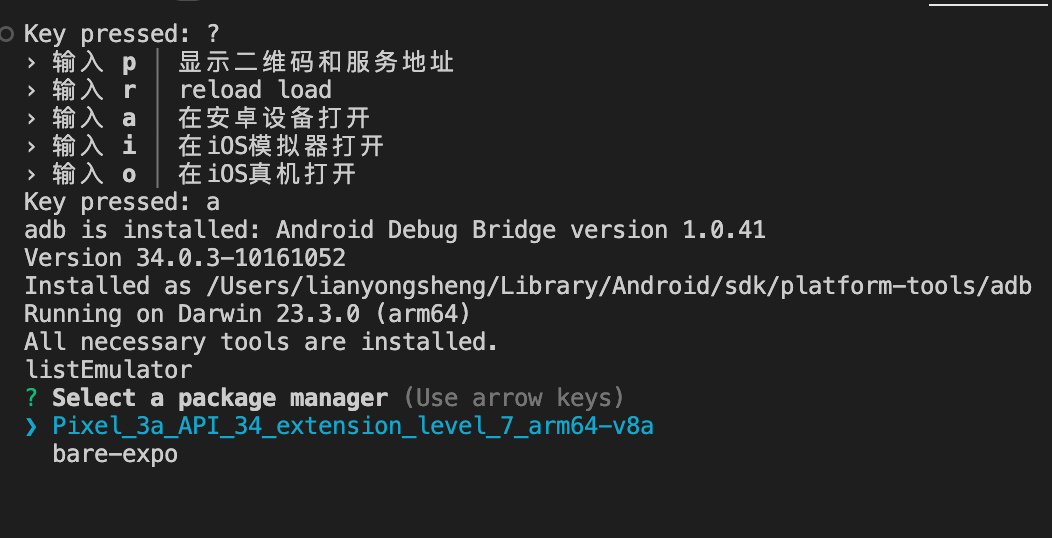 Key pressed: ?
› 输入 p │ 显示二维码和服务地址
› 输入 r │ reload load
› 输入 a │ 在安卓设备打开
› 输入 i │ 在iOS模拟器打开
› 输入 o │ 在iOS真机打开
Key pressed: a
adb is installed: Android Debug Bridge version 1.0.41
Version 34.0.3-10161052
Installed as /Users/lianyongsheng/Library/Android/sdk/platform-tools/adb
Running on Darwin 23.3.0 (arm64)
All necessary tools are installed.
listEmulator
? Select a package manager (Use arrow keys)
❯ Pixel_3a_API_34_extension_level_7_arm64-v8a
bare-expo